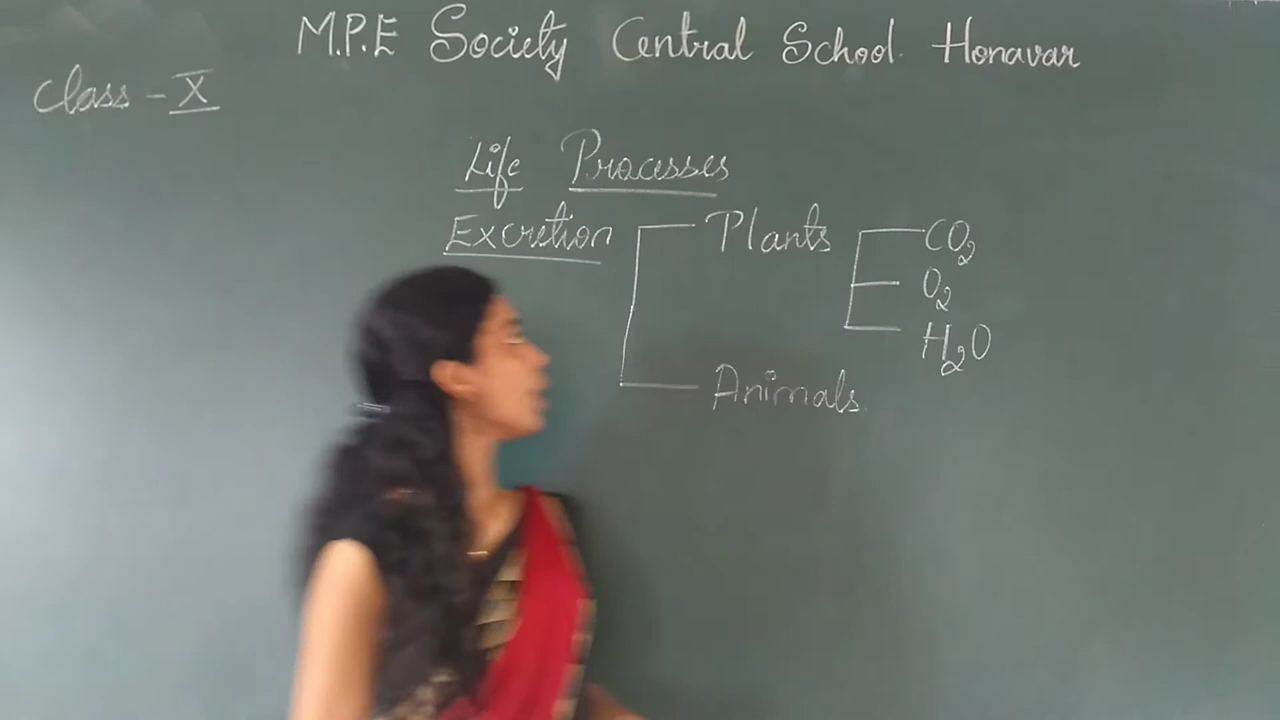 M.P.E Society Central School. Honavar
Class - X
Life Processes
Excretion Plants CO2
O2
H2O
Animals.